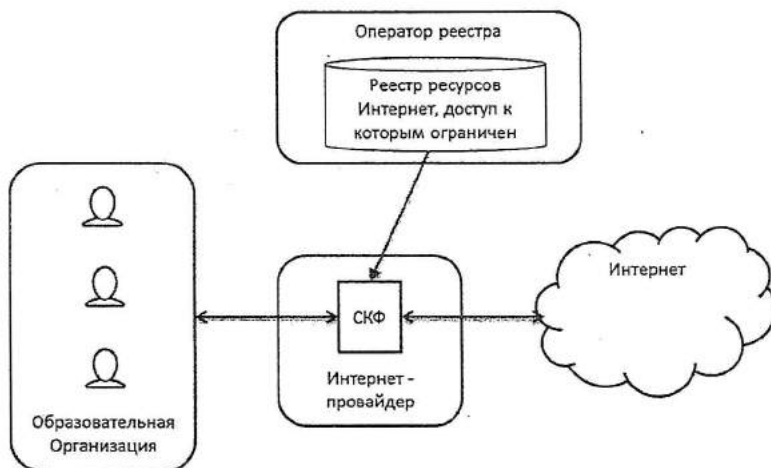 Оператор реестра
Реестр ресурсов
Интернет, доступ к
которым ограничен
Интернет
СКФ
Интернет -
провайдер
Образовательная
Организация